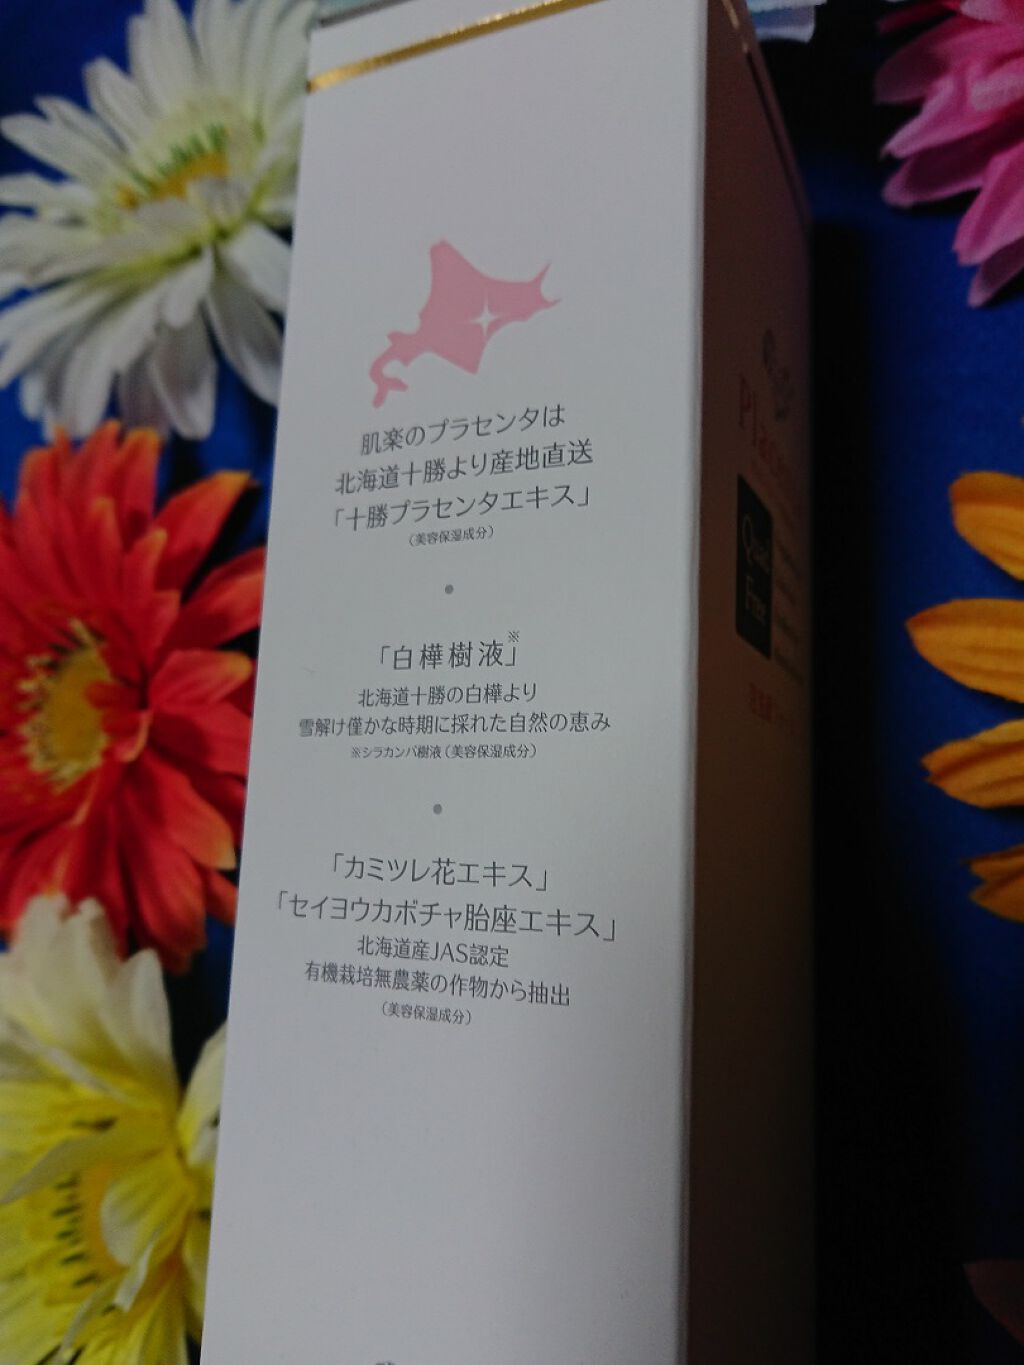 肌楽のプラセンタは
北海道十勝より産地直送
「十勝プラセンタエキス」
(美容保湿成分)
「白樺樹液」※
北海道十勝の白樺より
雪解け僅かな時期に採れた自然の恵み
※シラカンバ樹液(美容保湿成分)
「カミツレ花エキス」
「セイヨウカボチャ胎座エキス」
北海道産JAS認定
有機栽培無農薬の作物から抽出
(美容保湿成分)
Free